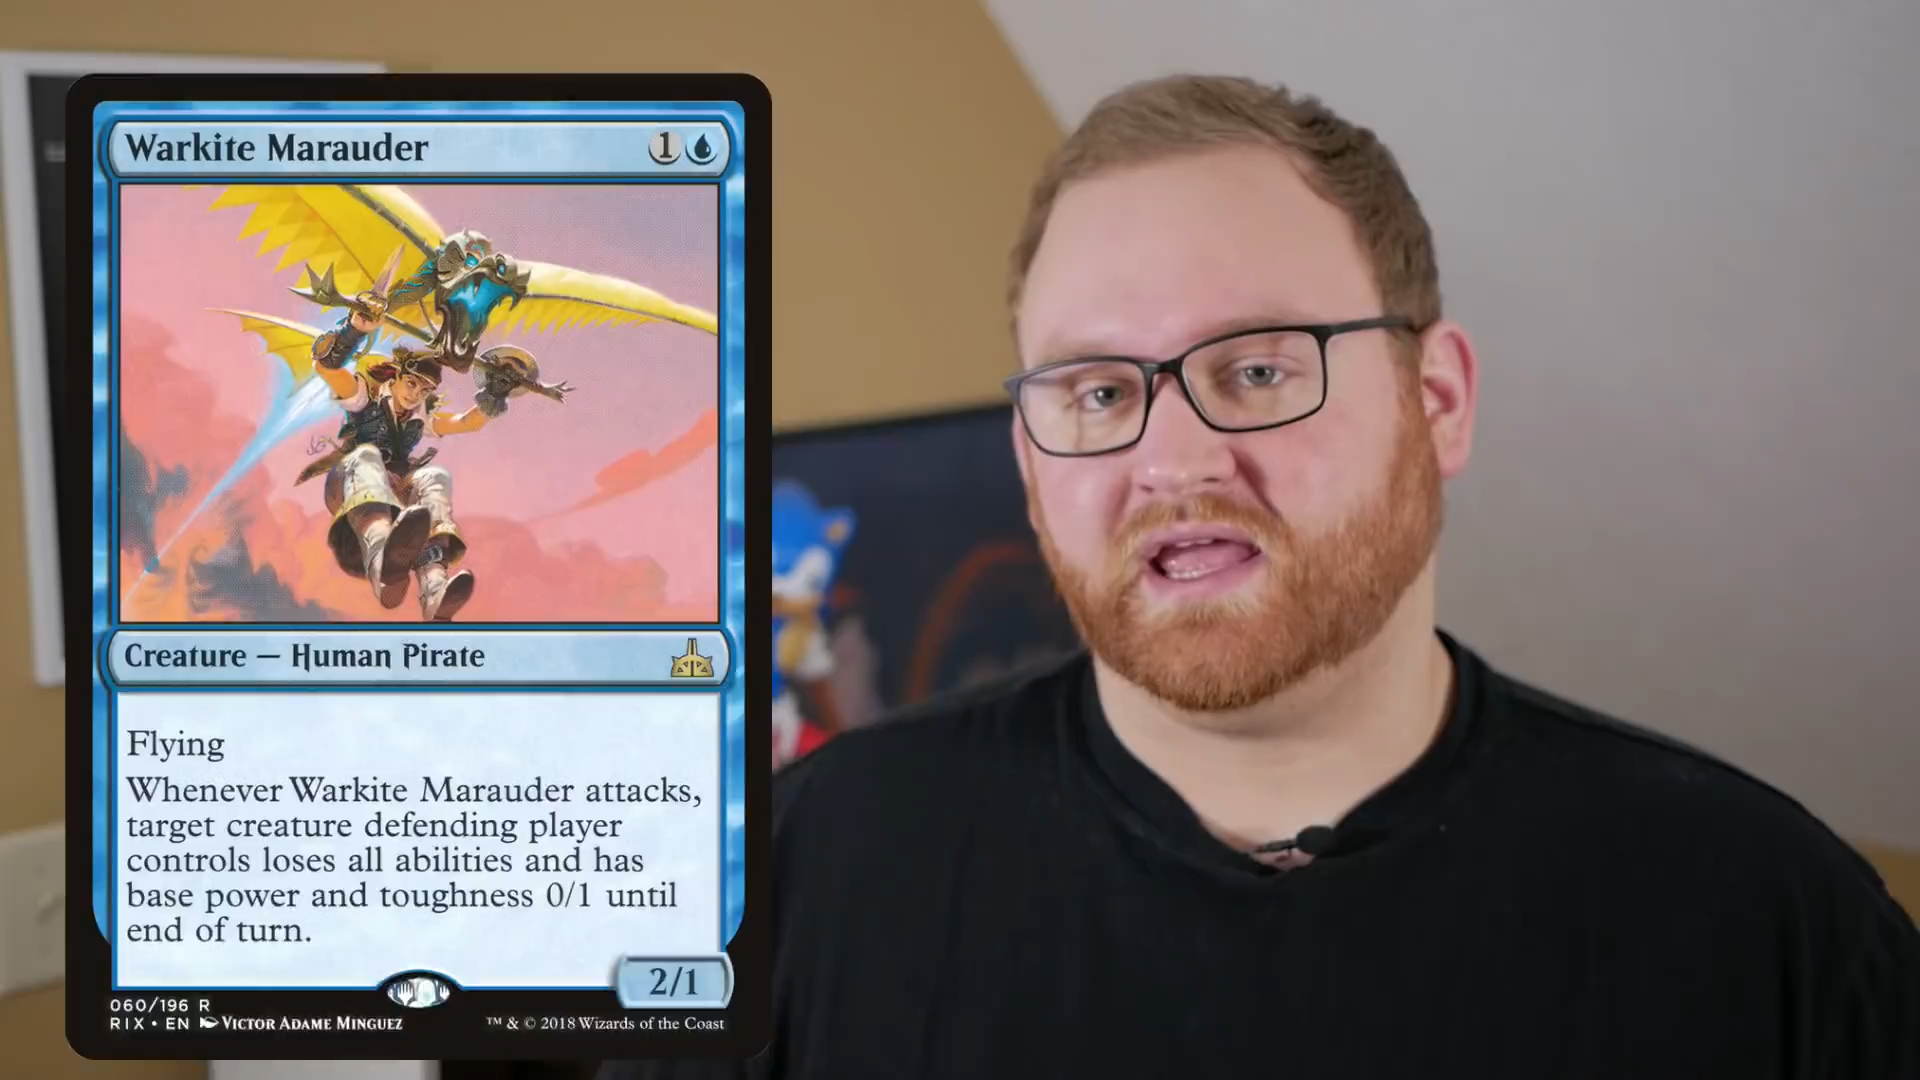 Warkite Marauder 1
Creature — Human Pirate
Flying
Whenever Warkite Marauder attacks,
target creature defending player
controls loses all abilities and has
base power and toughness 0/1 until
end of turn.
2/1
060/196 R
RIX • EN VICTOR ADAME MINGUEZ
™ & © 2018 Wizards of the Coast